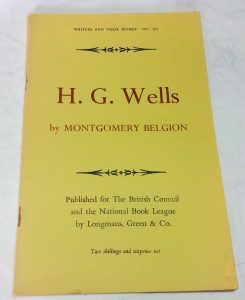 WRITERS AND THEIR WORK: NO. 40
H. G. Wells
by MONTGOMERY BELGION
Published for The British Council
and the National Book League
by Longmans, Green & Co.
Two shillings and sixpence net